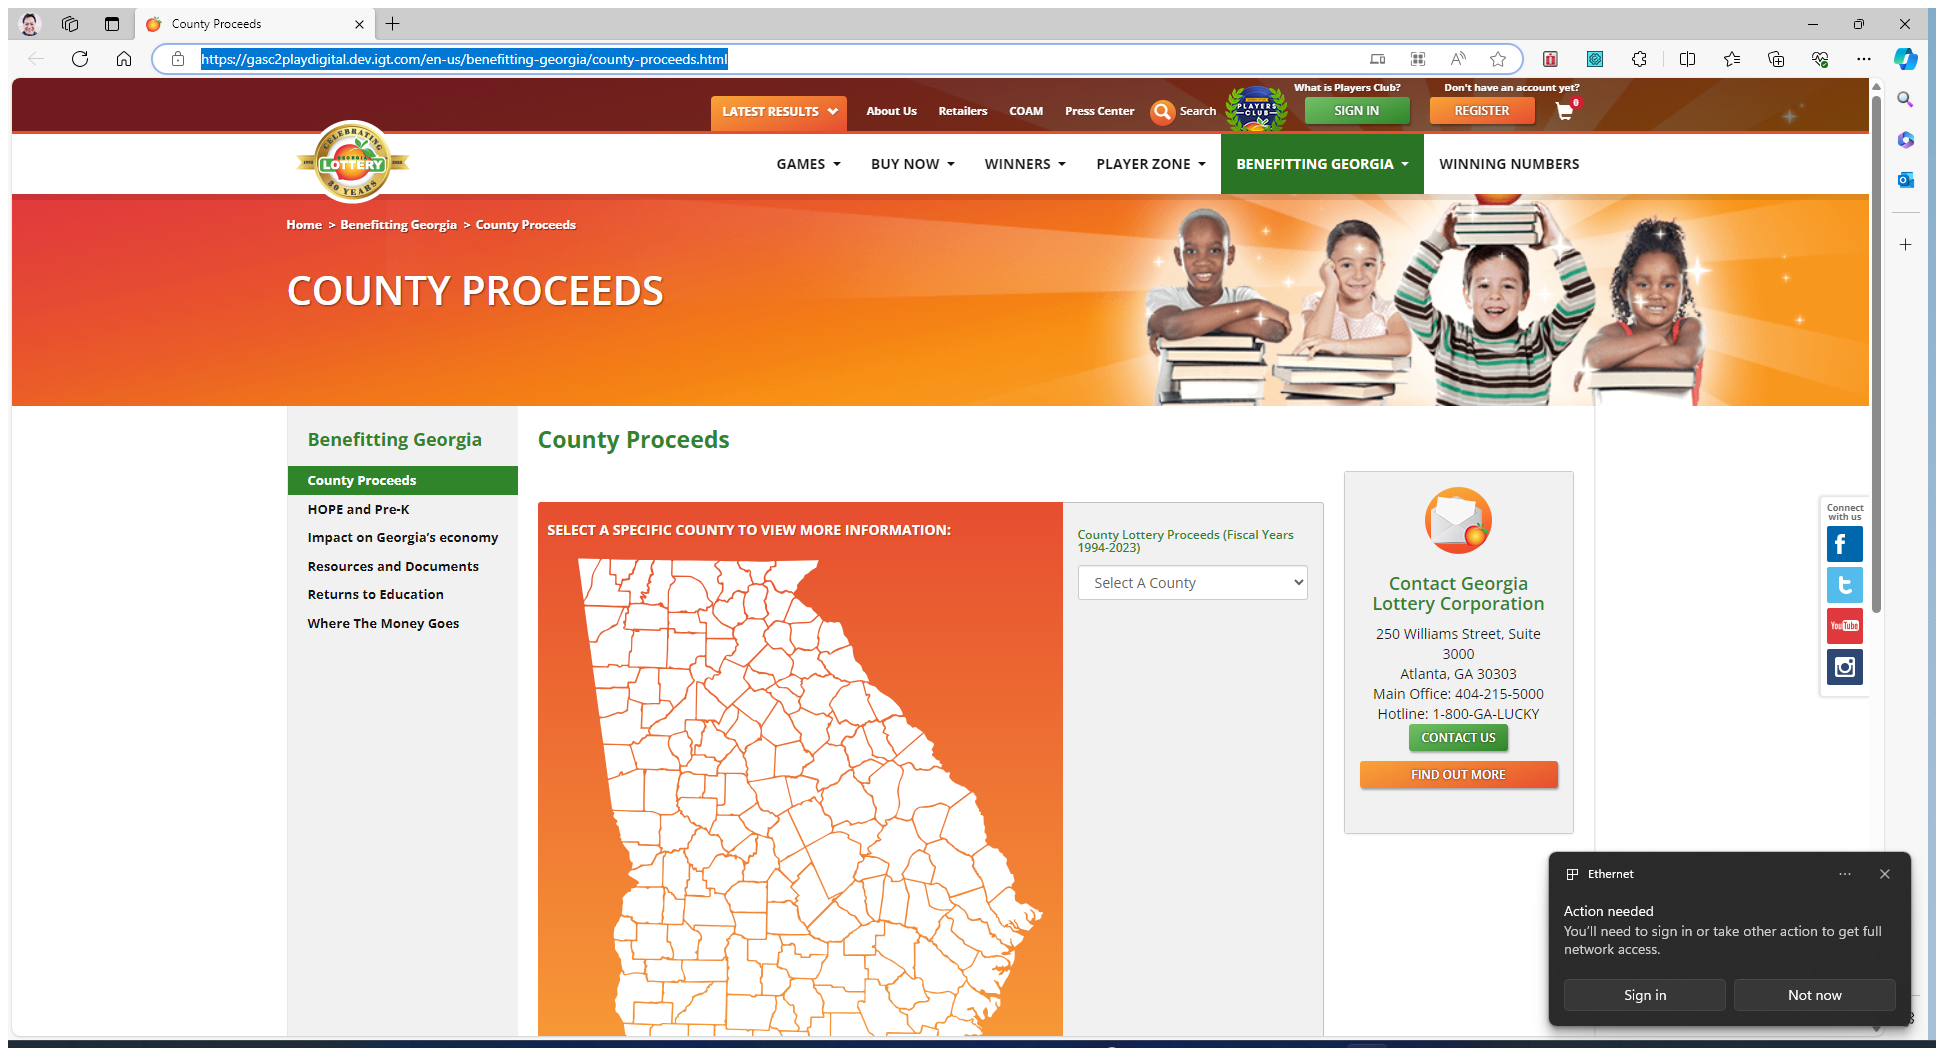 County Proceeds
https://gasc2playdigital.dev.igt.com/en-us/benefitting-georgia/county-proceeds.html
What is Players Club?
Don't have an account yet?
LATEST RESULTS
About Us
Retailers
COAM
Press Center
Search
PLAYERS
CLUB
SIGN IN
REGISTER
0
CELEBRATING
GEORGIA
LOTTERY
30 YEARS
GAMES
BUY NOW
WINNERS
PLAYER ZONE
BENEFITTING GEORGIA
WINNING NUMBERS
Home > Benefitting Georgia > County Proceeds
COUNTY PROCEEDS
Benefitting Georgia
County Proceeds
HOPE and Pre-K
Impact on Georgia’s economy
Resources and Documents
Returns to Education
Where The Money Goes
County Proceeds
SELECT A SPECIFIC COUNTY TO VIEW MORE INFORMATION:
County Lottery Proceeds (Fiscal Years
1994-2023)
Select A County
Contact Georgia
Lottery Corporation
250 Williams Street, Suite
3000
Atlanta, GA 30303
Main Office: 404-215-5000
Hotline: 1-800-GA-LUCKY
CONTACT US
FIND OUT MORE
Connect
with us
YouTube
Ethernet
Action needed
You’ll need to sign in or take other action to get full
network access.
Sign in
Not now